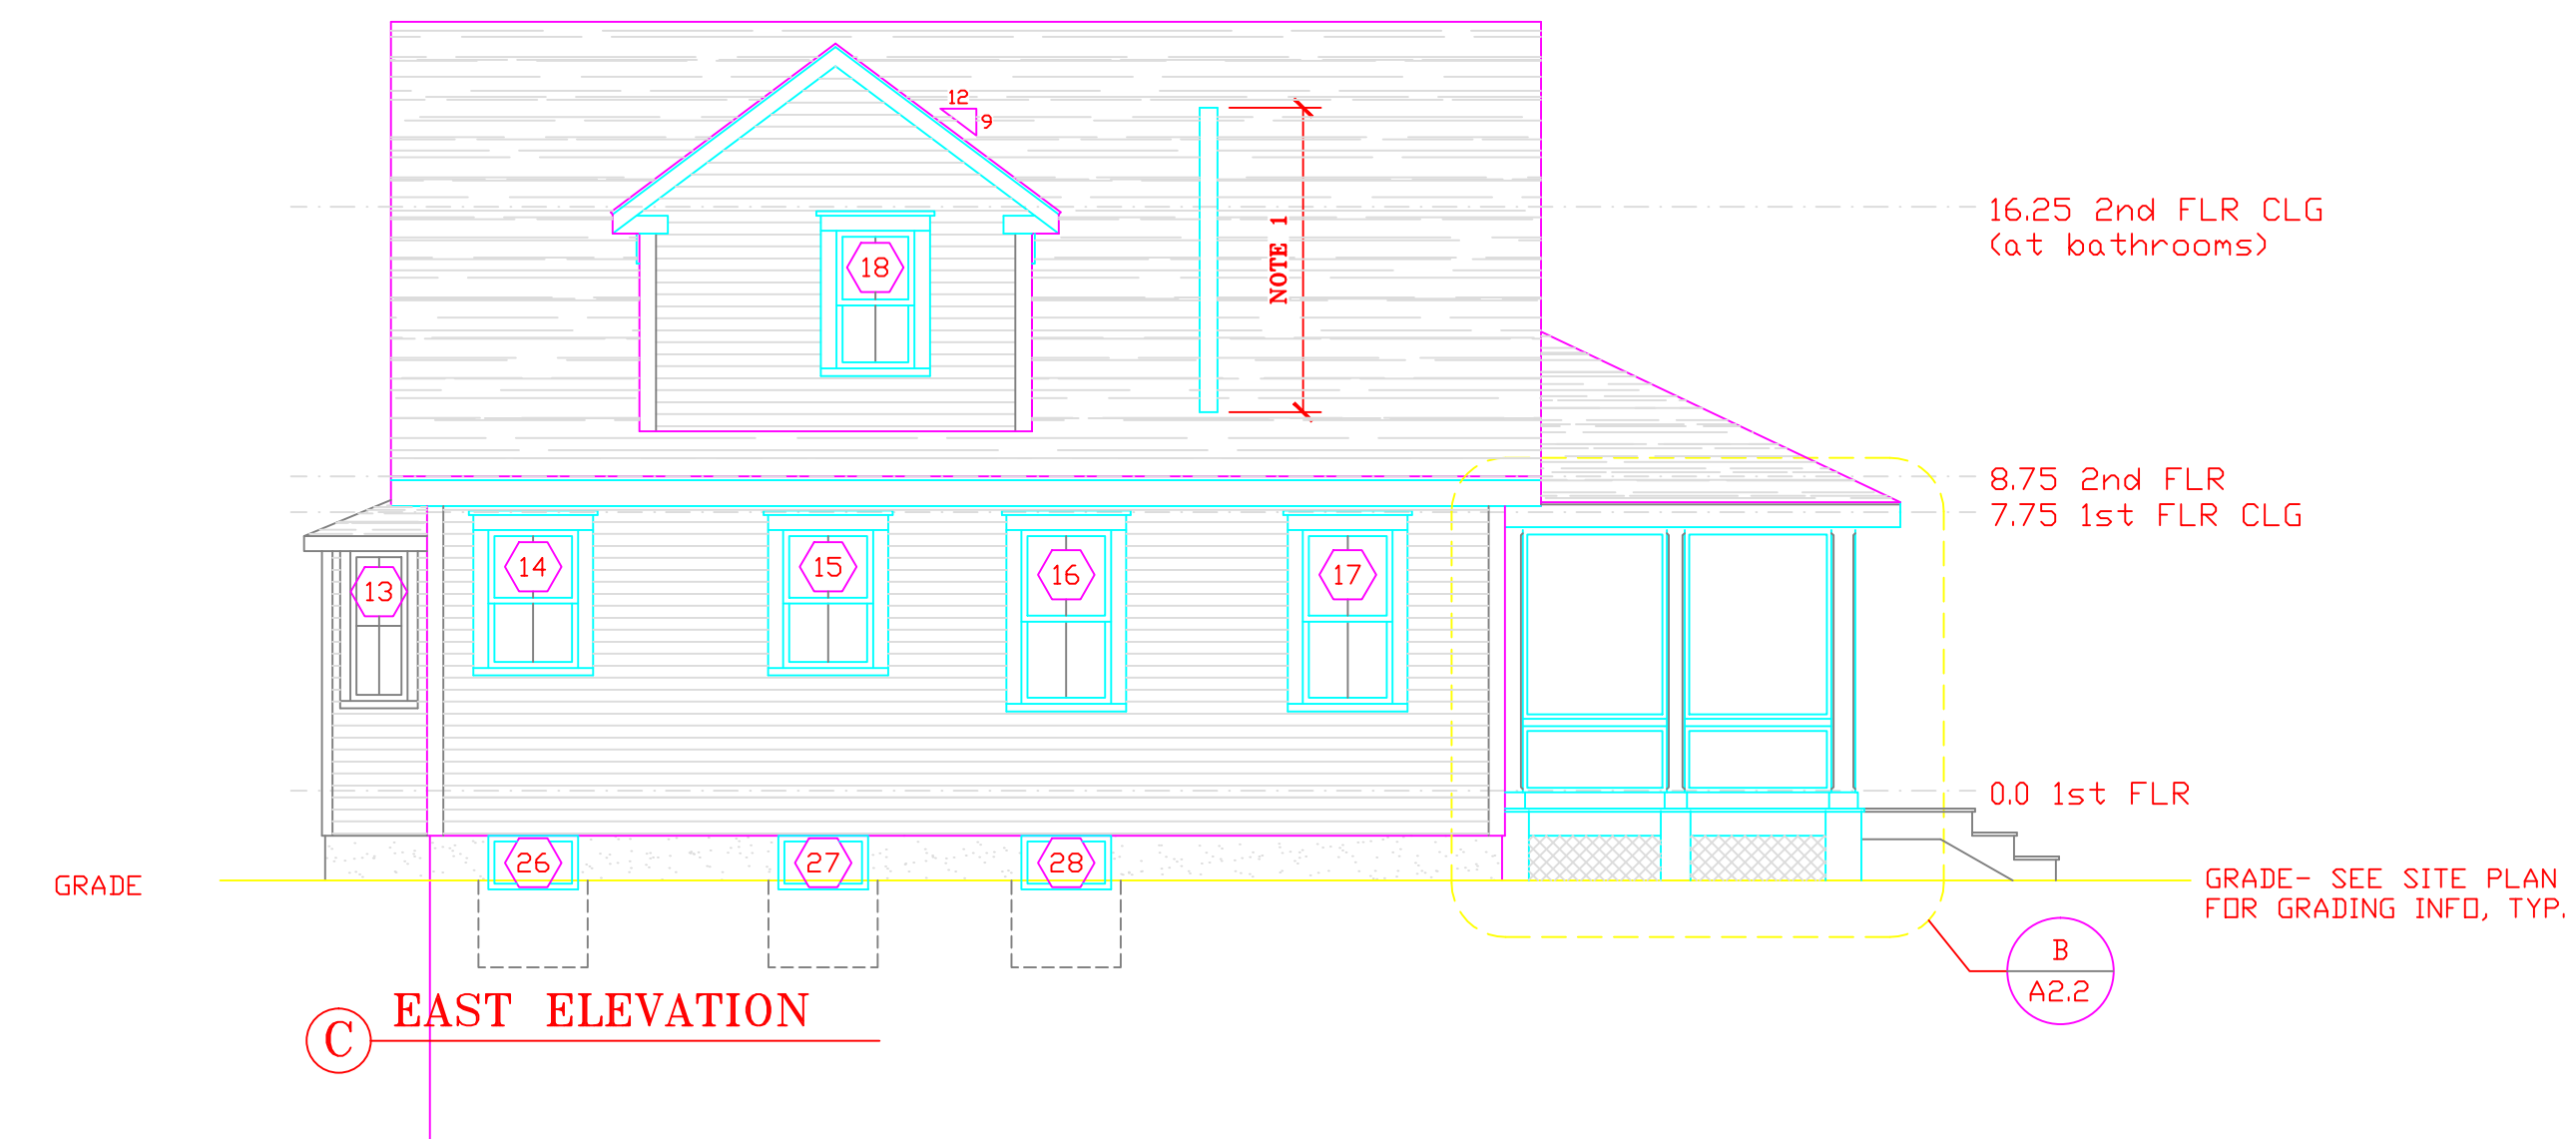 12
9
18
NOTE 1
16.25 2nd FLR CLG
(at bathrooms)
8.75 2nd FLR
7.75 1st FLR CLG
13
14
15
16
17
0.0 1st FLR
26
27
28
GRADE
GRADE- SEE SITE PLAN
FOR GRADING INFO, TYP.
B
A2.2
C
EAST ELEVATION